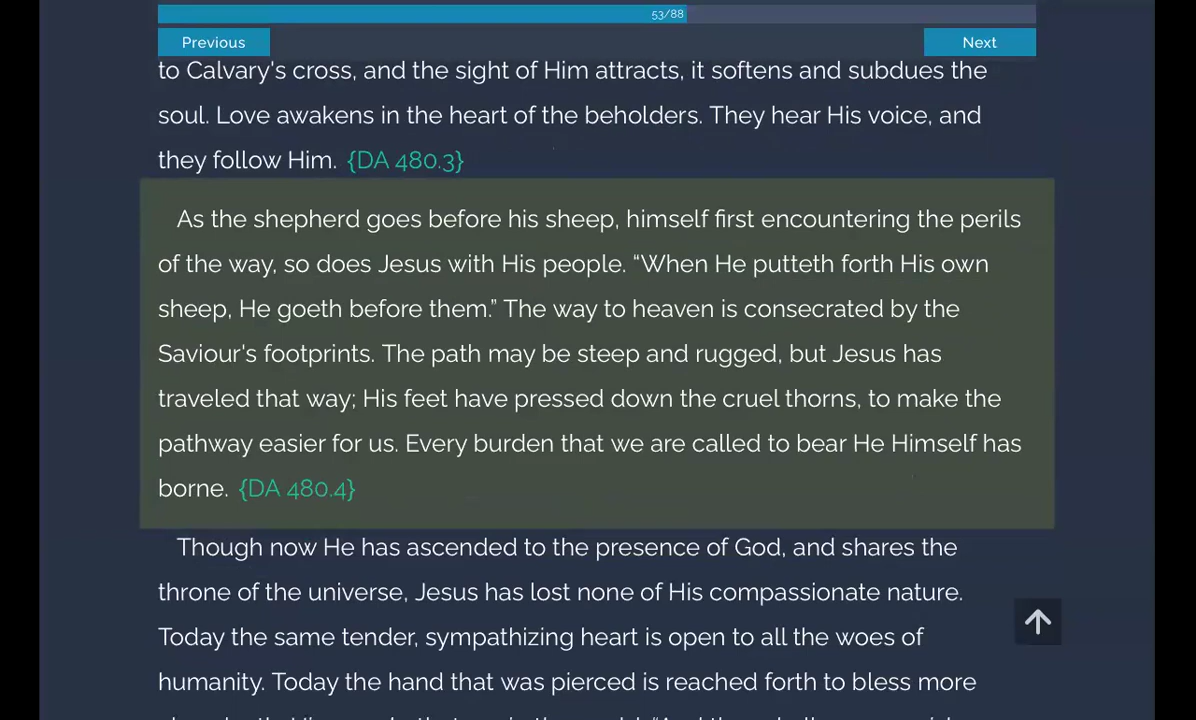 53/88
Previous
Next
to Calvary's cross, and the sight of Him attracts, it softens and subdues the
soul. Love awakens in the heart of the beholders. They hear His voice, and
they follow Him. {DA 480.3}
As the shepherd goes before his sheep, himself first encountering the perils
of the way, so does Jesus with His people. “When He putteth forth His own
sheep, He goeth before them.” The way to heaven is consecrated by the
Saviour's footprints. The path may be steep and rugged, but Jesus has
traveled that way; His feet have pressed down the cruel thorns, to make the
pathway easier for us. Every burden that we are called to bear He Himself has
borne. {DA 480.4}
Though now He has ascended to the presence of God, and shares the
throne of the universe, Jesus has lost none of His compassionate nature.
Today the same tender, sympathizing heart is open to all the woes of
humanity. Today the hand that was pierced is reached forth to bless more